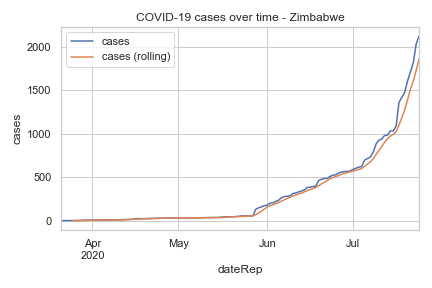 COVID-19 cases over time - Zimbabwe
cases
cases (rolling)
2000
1500
1000
500
0
cases
Apr
2020
May
Jun
Jul
dateRep